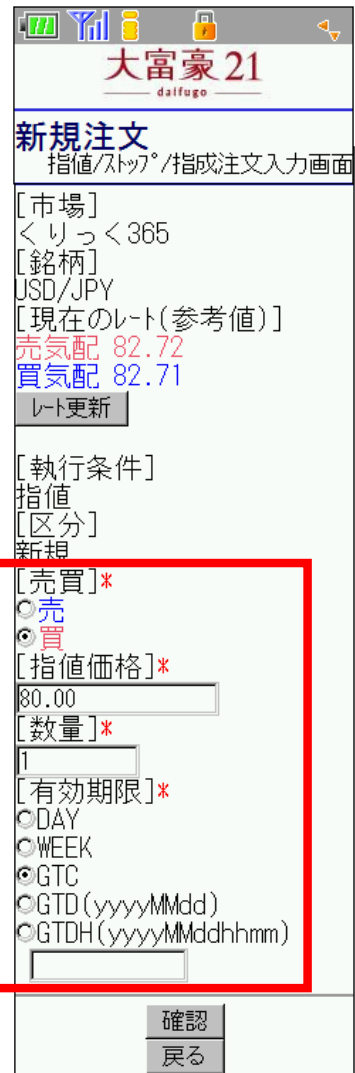 大富豪21
daifugo
新規注文
指値/ｽﾄｯﾌﾟ/指成注文入力画面
[市場]
くりっく365
[銘柄]
USD/JPY
[現在のﾚｰﾄ(参考値)]
売気配 82.72
買気配 82.71
ﾚｰﾄ更新
[執行条件]
指値
[区分]
新規
[売買]*
売
買
[指値価格]*
80.00
[数量]*
1
[有効期限]*
DAY
WEEK
GTC
GTD(yyyyMMdd)
GTDH(yyyyMMddhhmm)
確認
戻る